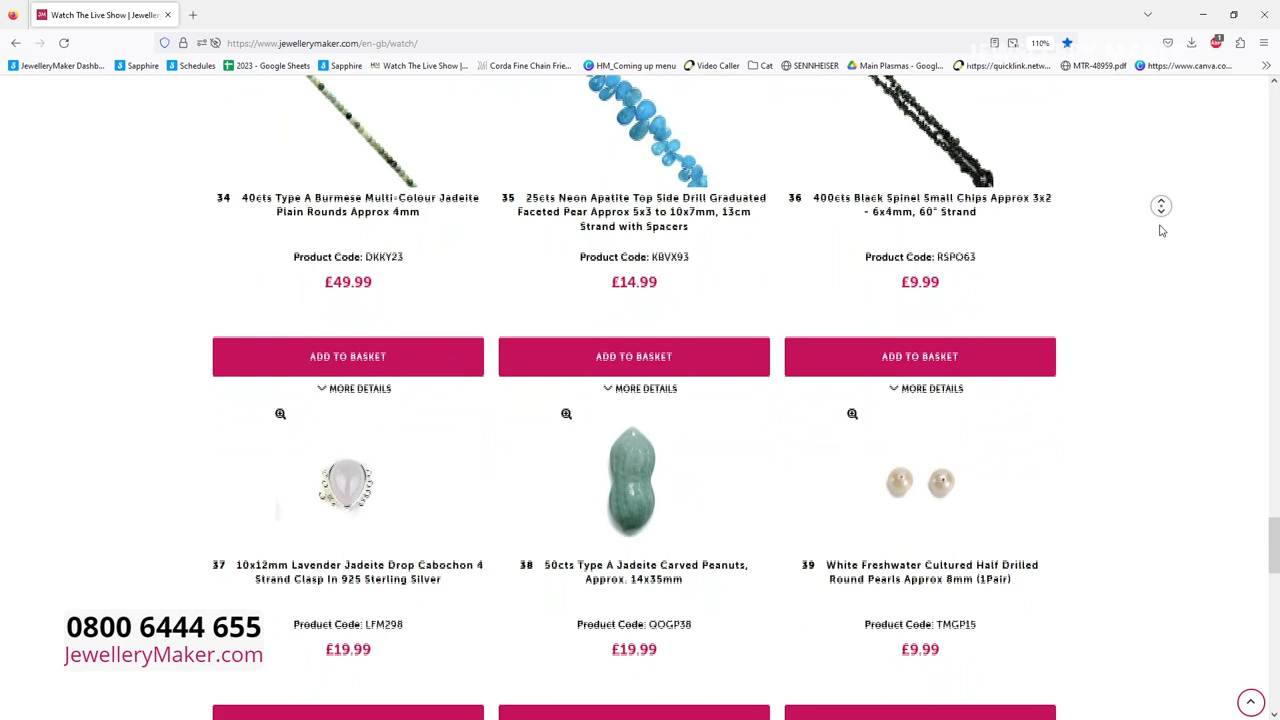 Watch The Live Show | Jeweller
https://www.jewellerymaker.com/en-gb/watch/
110%
1
JewelleryMaker Dashb...
Sapphire
Schedules
2023 - Google Sheets
Sapphire
Watch The Live Show |...
Corda Fine Chain Frie...
HM_Coming up menu
Video Caller
Cat
SENNHEISER
Main Plasmas - Googl...
https://quicklink.netw...
MTR-48959.pdf
https://www.canva.co...
34 40cts Type A Burmese Multi-Colour Jadeite
Plain Rounds Approx 4mm
Product Code: DKKY23
£49.99
ADD TO BASKET
MORE DETAILS
35 25cts Neon Apatite Top Side Drill Graduated
Faceted Pear Approx 5x3 to 10x7mm, 13cm
Strand with Spacers
Product Code: KBVX93
£14.99
ADD TO BASKET
MORE DETAILS
36 400cts Black Spinel Small Chips Approx 3x2
- 6x4mm, 60" Strand
Product Code: RSPO63
£9.99
ADD TO BASKET
MORE DETAILS
37 10x12mm Lavender Jadeite Drop Cabochon 4
Strand Clasp In 925 Sterling Silver
Product Code: LFM298
£19.99
38 50cts Type A Jadeite Carved Peanuts,
Approx. 14x35mm
Product Code: QOGP38
£19.99
39 White Freshwater Cultured Half Drilled
Round Pearls Approx 8mm (1Pair)
Product Code: TMGP15
£9.99
0800 6444 655
JewelleryMaker.com